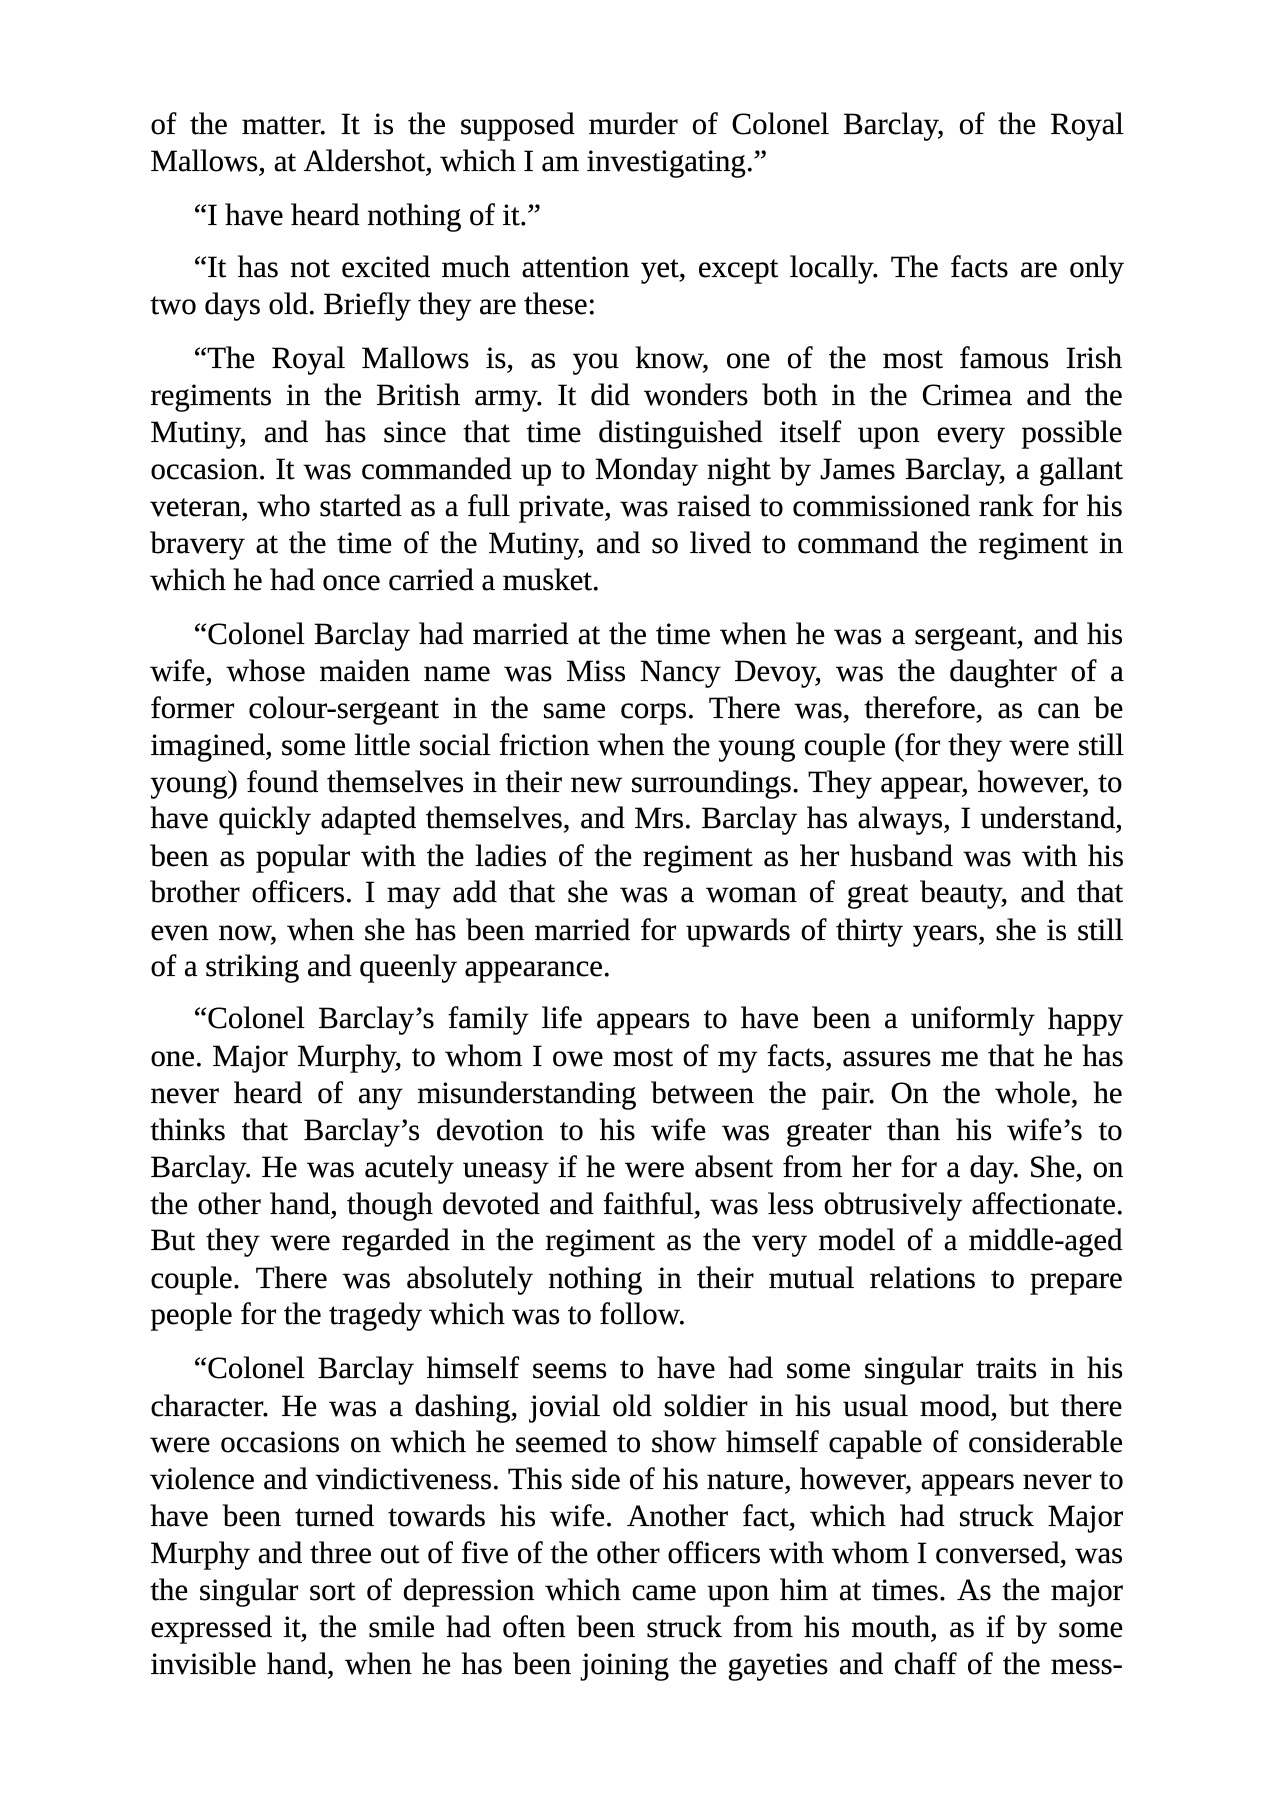 of the matter. It is the supposed murder of Colonel Barclay, of the Royal
Mallows, at Aldershot, which I am investigating.”
“I have heard nothing of it.”
“It has not excited much attention yet, except locally. The facts are only
two days old. Briefly they are these:
“The Royal Mallows is, as you know, one of the most famous Irish
regiments in the British army. It did wonders both in the Crimea and the
Mutiny, and has since that time distinguished itself upon every possible
occasion. It was commanded up to Monday night by James Barclay, a gallant
veteran, who started as a full private, was raised to commissioned rank for his
bravery at the time of the Mutiny, and so lived to command the regiment in
which he had once carried a musket.
“Colonel Barclay had married at the time when he was a sergeant, and his
wife, whose maiden name was Miss Nancy Devoy, was the daughter of a
former colour-sergeant in the same corps. There was, therefore, as can be
imagined, some little social friction when the young couple (for they were still
young) found themselves in their new surroundings. They appear, however, to
have quickly adapted themselves, and Mrs. Barclay has always, I understand,
been as popular with the ladies of the regiment as her husband was with his
brother officers. I may add that she was a woman of great beauty, and that
even now, when she has been married for upwards of thirty years, she is still
of a striking and queenly appearance.
“Colonel Barclay’s family life appears to have been a uniformly happy
one. Major Murphy, to whom I owe most of my facts, assures me that he has
never heard of any misunderstanding between the pair. On the whole, he
thinks that Barclay’s devotion to his wife was greater than his wife’s to
Barclay. He was acutely uneasy if he were absent from her for a day. She, on
the other hand, though devoted and faithful, was less obtrusively affectionate.
But they were regarded in the regiment as the very model of a middle-aged
couple. There was absolutely nothing in their mutual relations to prepare
people for the tragedy which was to follow.
“Colonel Barclay himself seems to have had some singular traits in his
character. He was a dashing, jovial old soldier in his usual mood, but there
were occasions on which he seemed to show himself capable of considerable
violence and vindictiveness. This side of his nature, however, appears never to
have been turned towards his wife. Another fact, which had struck Major
Murphy and three out of five of the other officers with whom I conversed, was
the singular sort of depression which came upon him at times. As the major
expressed it, the smile had often been struck from his mouth, as if by some
invisible hand, when he has been joining the gayeties and chaff of the mess-